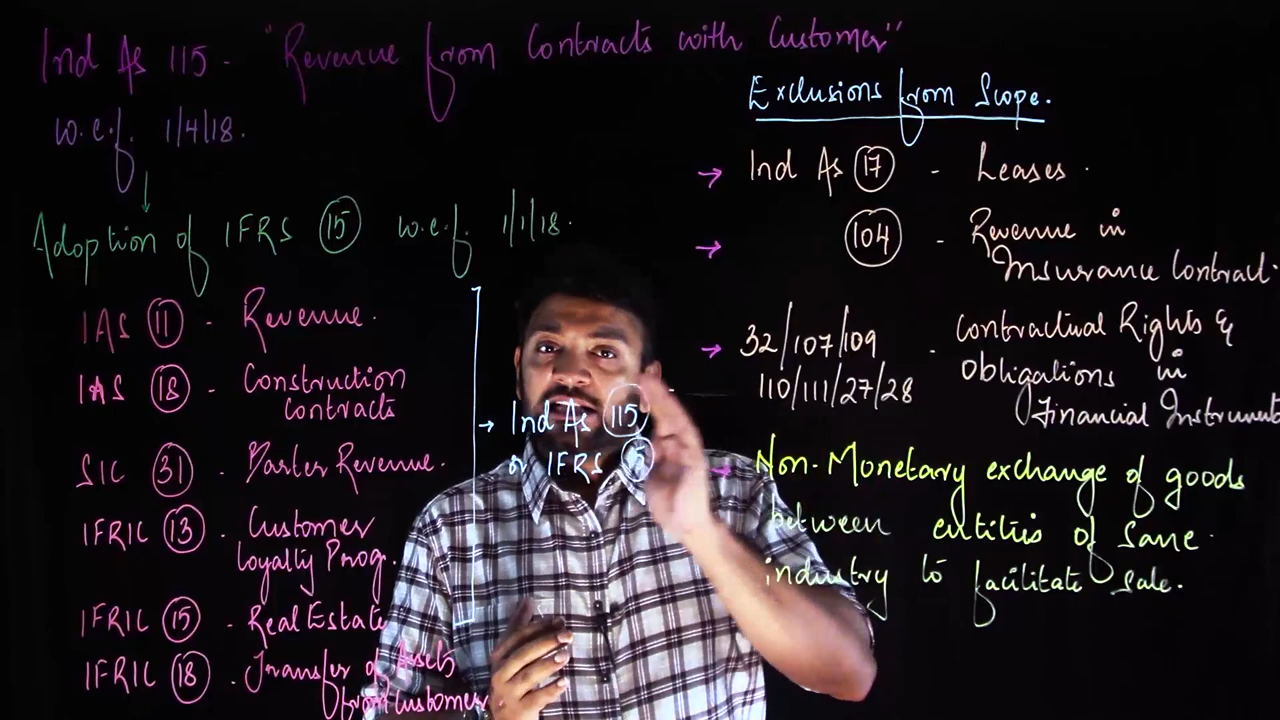 Ind As 115 - "Revenue from Contracts with Customer"
w.e.f. 1/4/18.
↓
Adoption of IFRS 15 w.e.f. 1/1/18.
IAS 11 - Revenue.
IAS 18 - Construction
contracts
SIC 31 - Barter Revenue.
IFRIC 13 - Customer
Loyalty Prog.
IFRIC 15 - Real Estate
IFRIC 18 - Transfer of Assets
from Customers
→ Ind As 115
or IFRS 15
Exclusions from Scope.
→ Ind As 17 - Leases.
→ 104 - Revenue in
Insurance Contract.
→ 32/107/109 - Contractual Rights &
110/111/27/28 Obligations in
Financial Instrument
→ Non-Monetary exchange of goods
between entities of Same
industry to facilitate Sale.